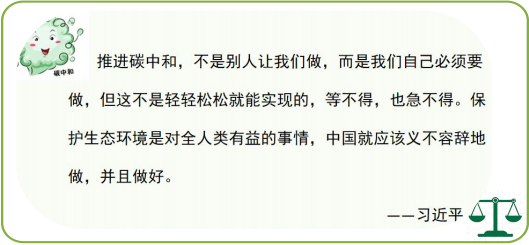 碳中和
推进碳中和，不是别人让我们做，而是我们自己必须要
做，但这不是轻轻松松就能实现的，等不得，也急不得。保
护生态环境是对全人类有益的事情，中国就应该义不容辞地
做，并且做好。
——习近平